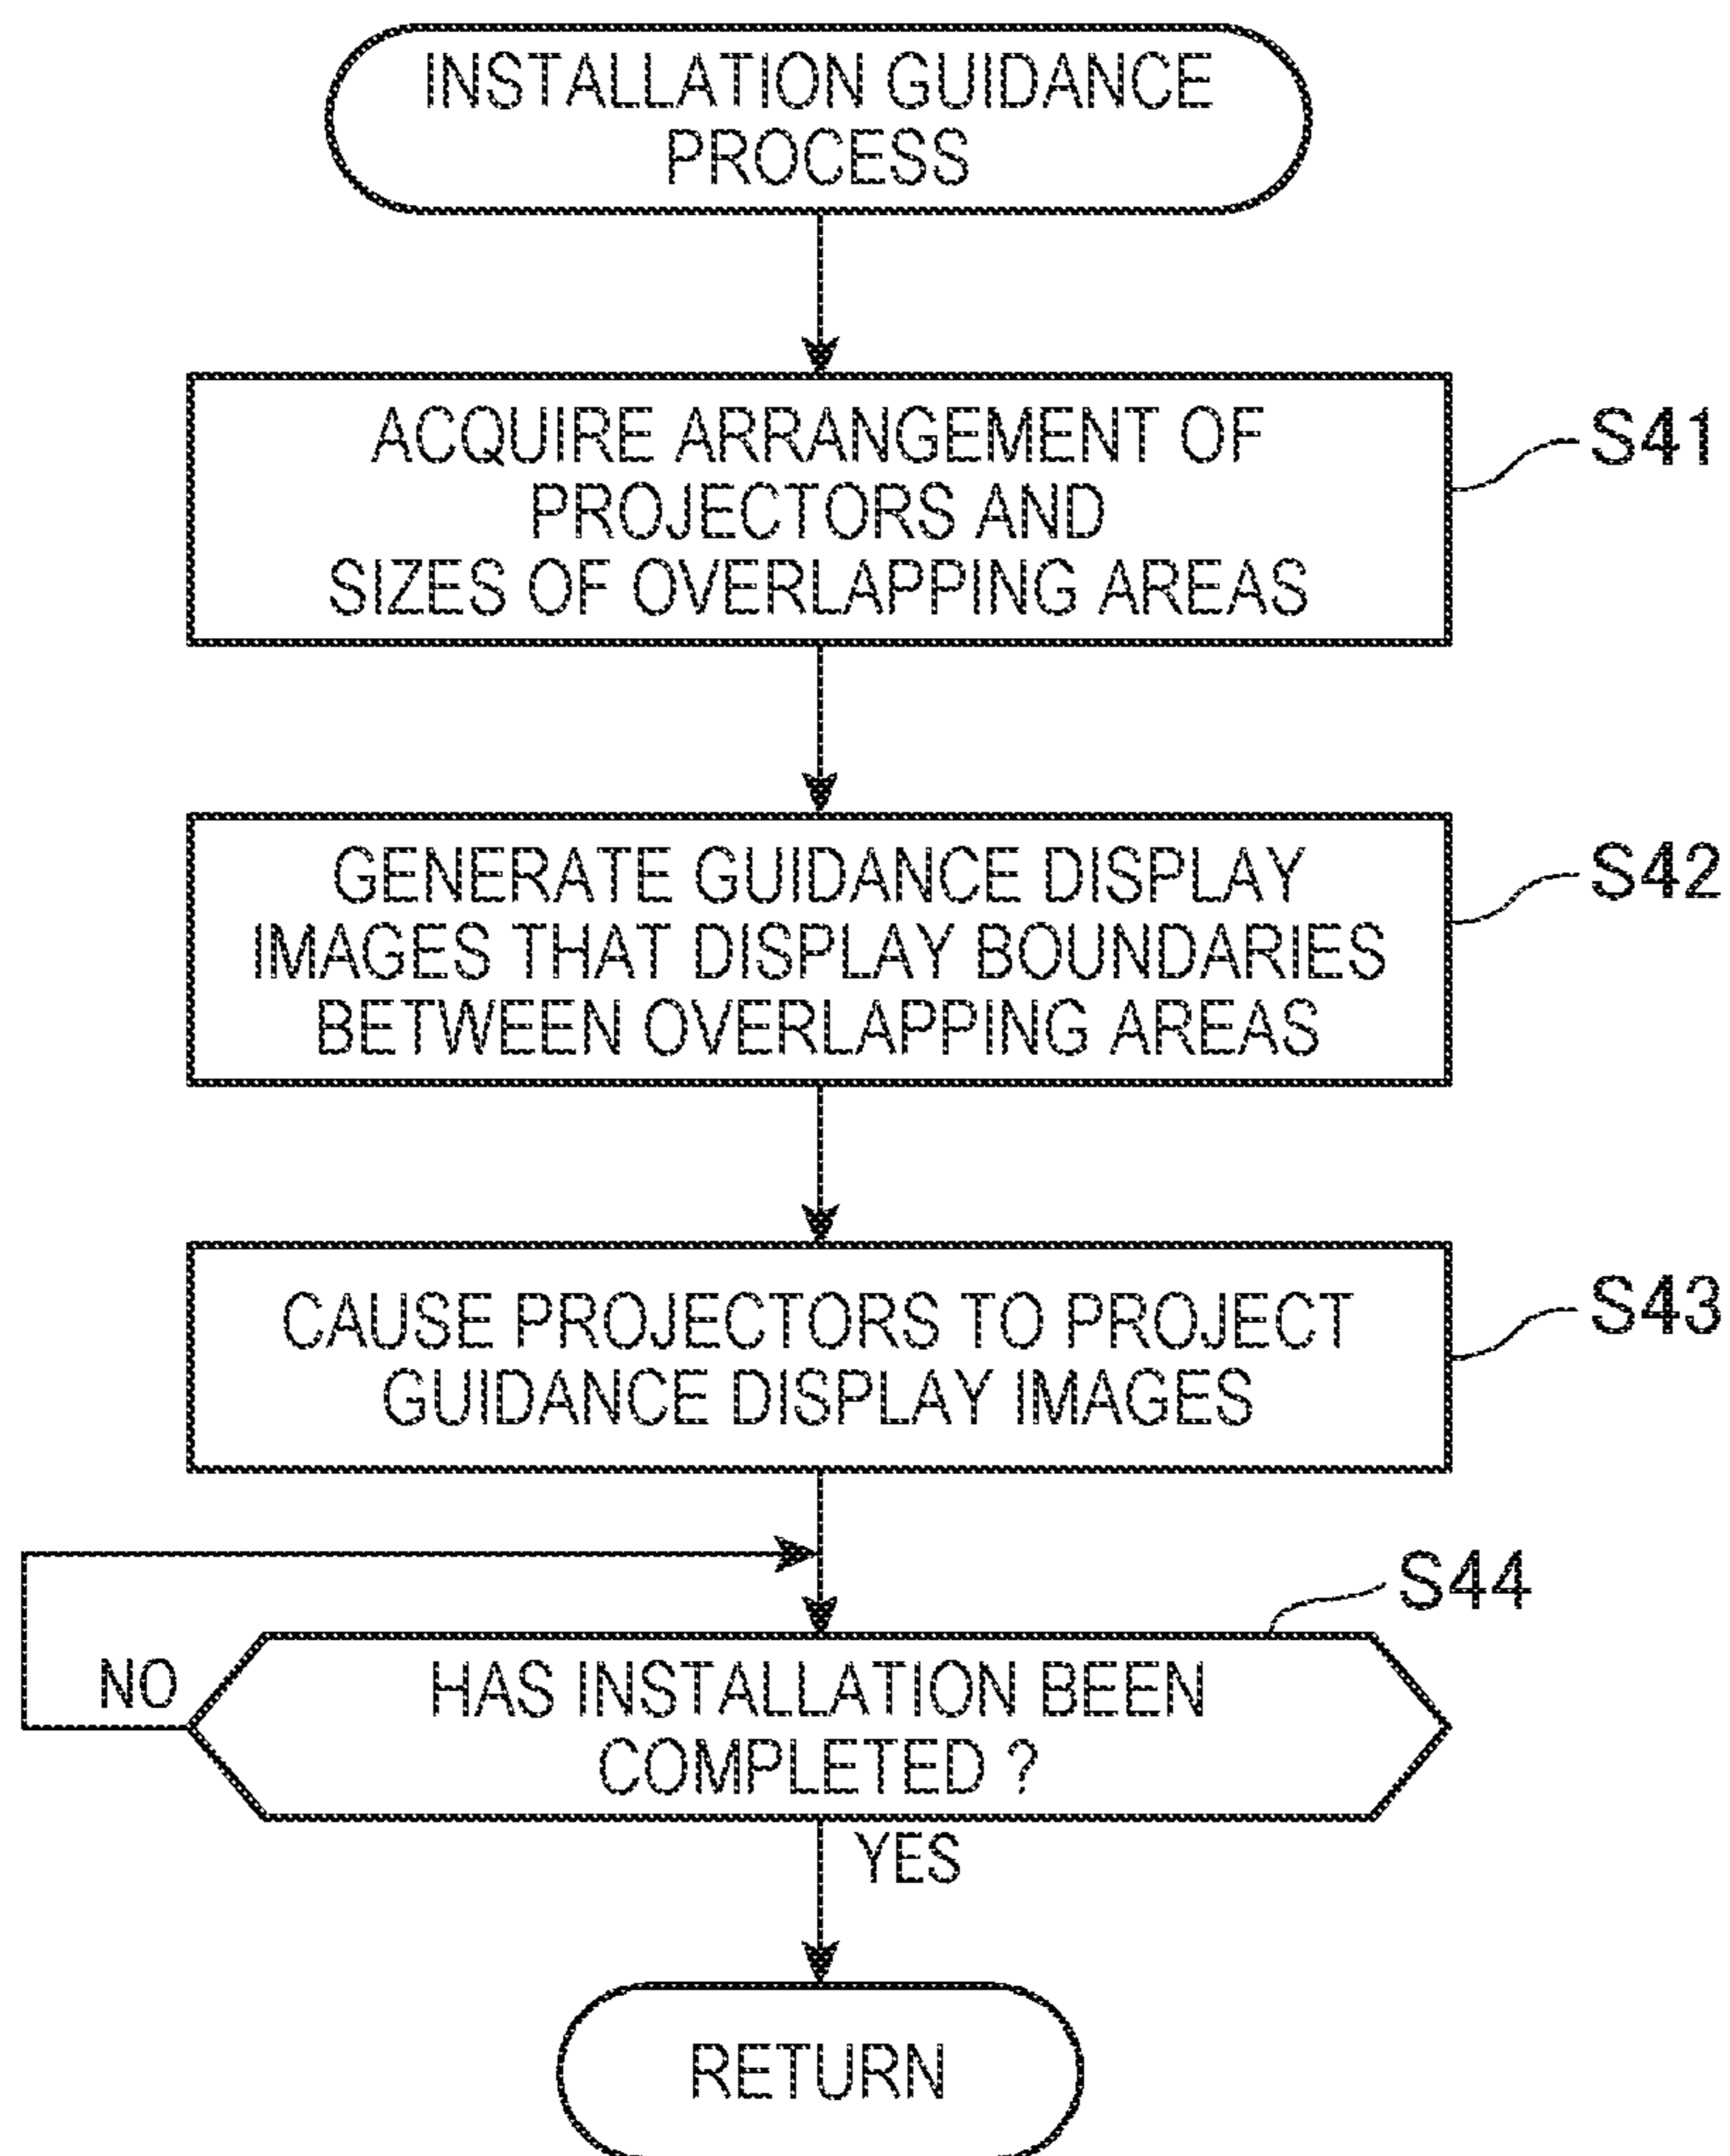 INSTALLATION GUIDANCE
PROCESS
ACQUIRE ARRANGEMENT OF
PROJECTORS AND
SIZES OF OVERLAPPING AREAS
S41
GENERATE GUIDANCE DISPLAY
IMAGES THAT DISPLAY BOUNDARIES
BETWEEN OVERLAPPING AREAS
S42
CAUSE PROJECTORS TO PROJECT
GUIDANCE DISPLAY IMAGES
S43
S44
NO
HAS INSTALLATION BEEN
COMPLETED ?
YES
RETURN